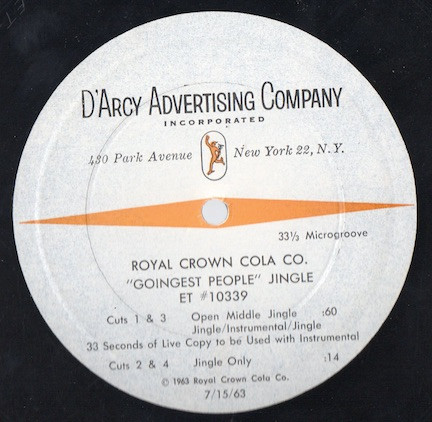 D'ARCY ADVERTISING COMPANY
INCORPORATED
430 Park Avenue New York 22, N.Y.
33⅓ Microgroove
ROYAL CROWN COLA CO.
"GOINGEST PEOPLE" JINGLE
ET #10339
Cuts 1 & 3 Open Middle Jingle :60
Jingle/Instrumental/Jingle
33 Seconds of Live Copy to be Used with Instrumental
Cuts 2 & 4 Jingle Only :14
© 1963 Royal Crown Cola Co.
7/15/63